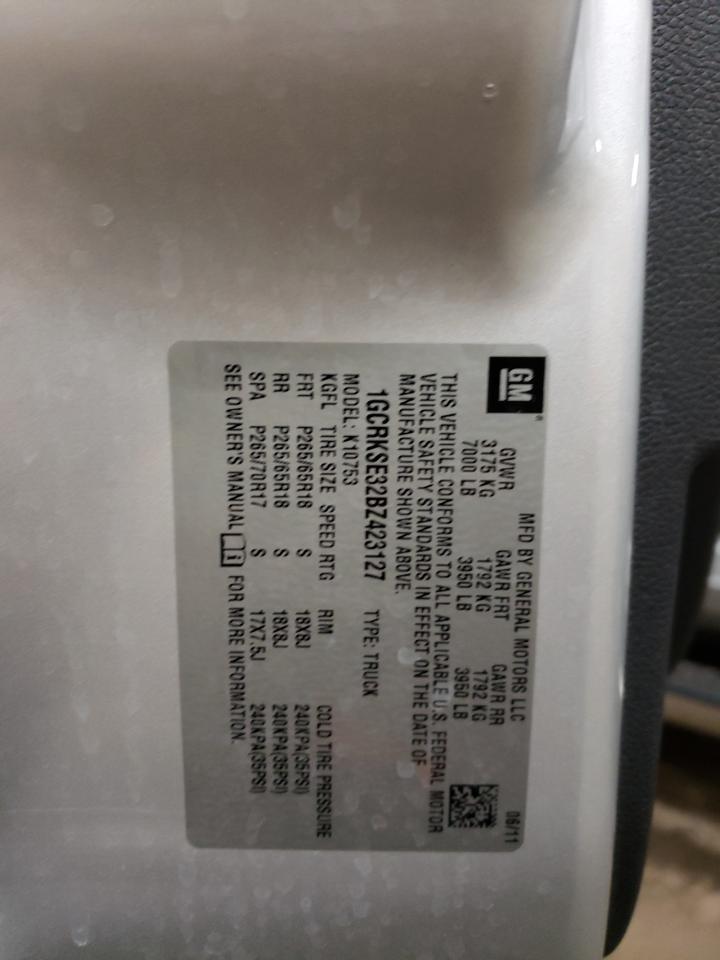 GM®
MFD BY GENERAL MOTORS LLC 06/11
GVWR GAWR FRT GAWR RR
3175 KG 1792 KG 1792 KG
7000 LB 3950 LB 3950 LB
THIS VEHICLE CONFORMS TO ALL APPLICABLE U.S. FEDERAL MOTOR
VEHICLE SAFETY STANDARDS IN EFFECT ON THE DATE OF
MANUFACTURE SHOWN ABOVE.
1GCRKSE32BZ423127 TYPE: TRUCK
MODEL: K10753
KGFL TIRE SIZE SPEED RTG RIM COLD TIRE PRESSURE
FRT P265/65R18 S 18X8J 240KPA(35PSI)
RR P265/65R18 S 18X8J 240KPA(35PSI)
SPA P265/70R17 S 17X7.5J 240KPA(35PSI)
SEE OWNER'S MANUAL FOR MORE INFORMATION.